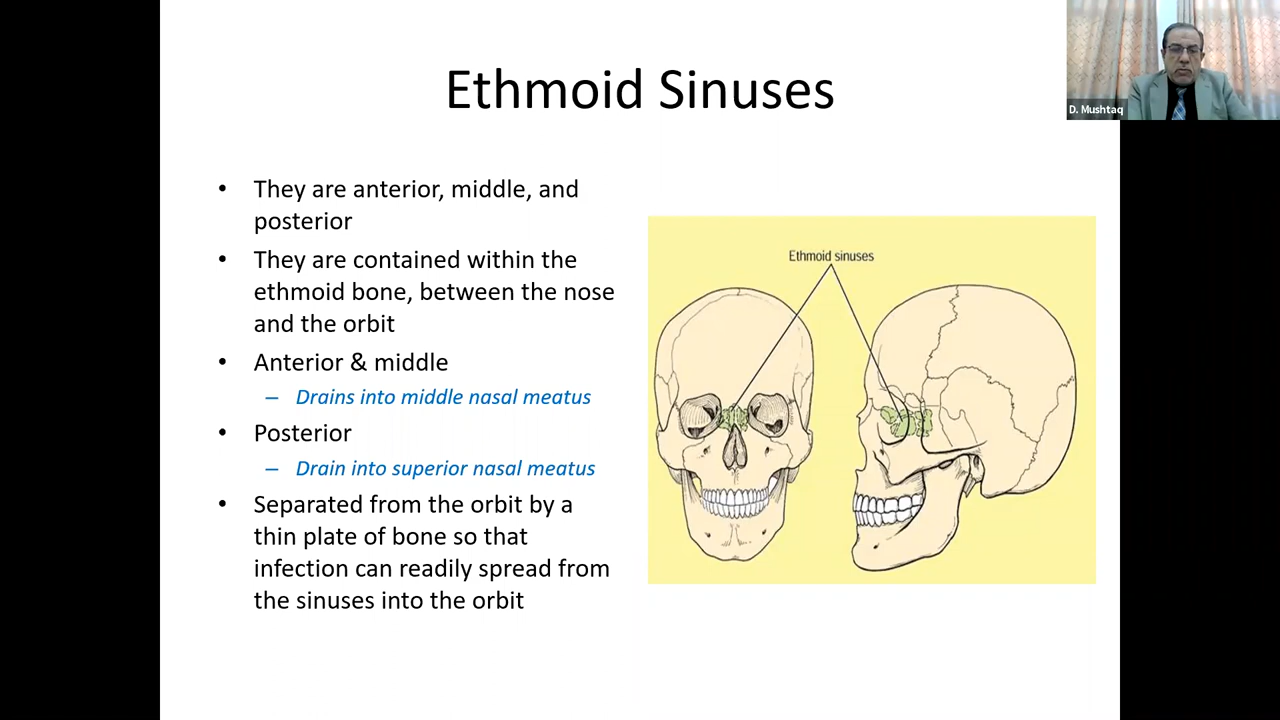 Ethmoid Sinuses
D. Mushtaq
• They are anterior, middle, and
posterior
• They are contained within the
ethmoid bone, between the nose
and the orbit
• Anterior & middle
– Drains into middle nasal meatus
• Posterior
– Drain into superior nasal meatus
• Separated from the orbit by a
thin plate of bone so that
infection can readily spread from
the sinuses into the orbit
Ethmoid sinuses